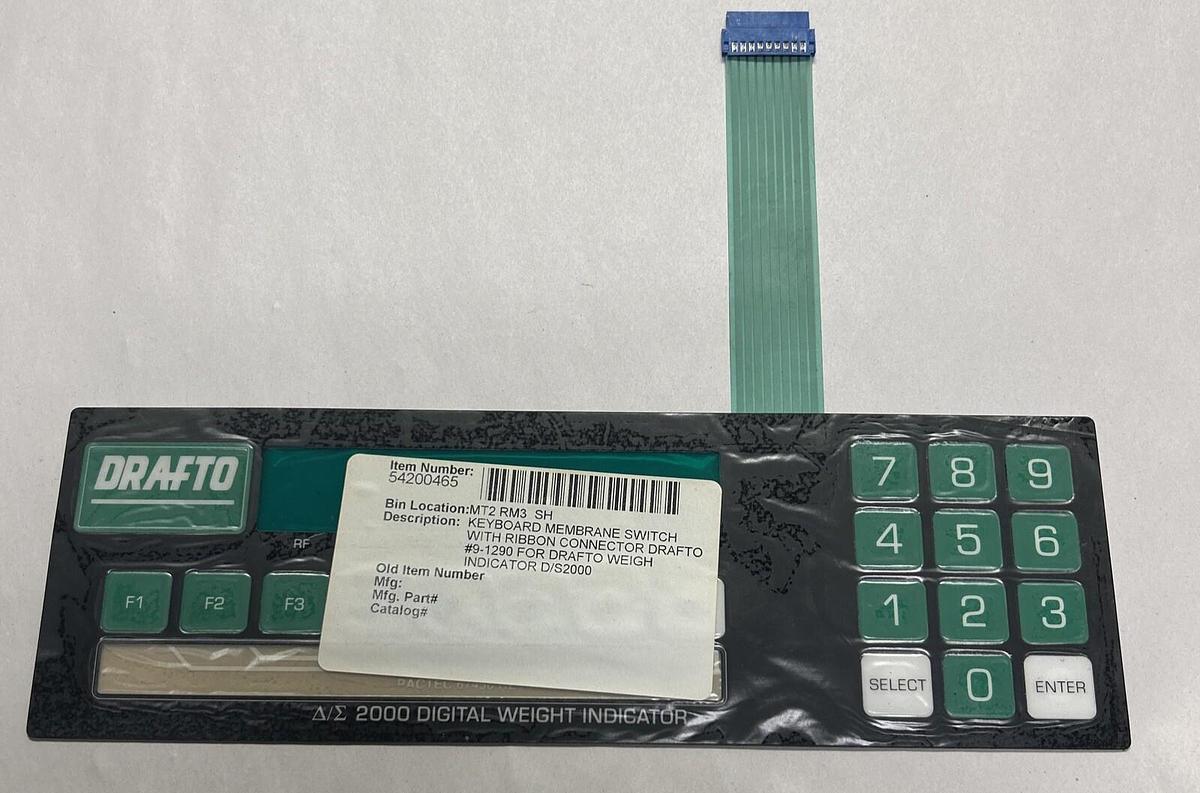 DRAFTO
RF
F1
F2
F3
Item Number:
54200465
Bin Location:MT2 RM3 SH
Description: KEYBOARD MEMBRANE SWITCH
WITH RIBBON CONNECTOR DRAFTO
#9-1290 FOR DRAFTO WEIGH
INDICATOR D/S2000
Old Item Number
Mfg:
Mfg. Part#
Catalog#
Δ/Σ 2000 DIGITAL WEIGHT INDICATOR
7 8 9
4 5 6
1 2 3
SELECT 0 ENTER